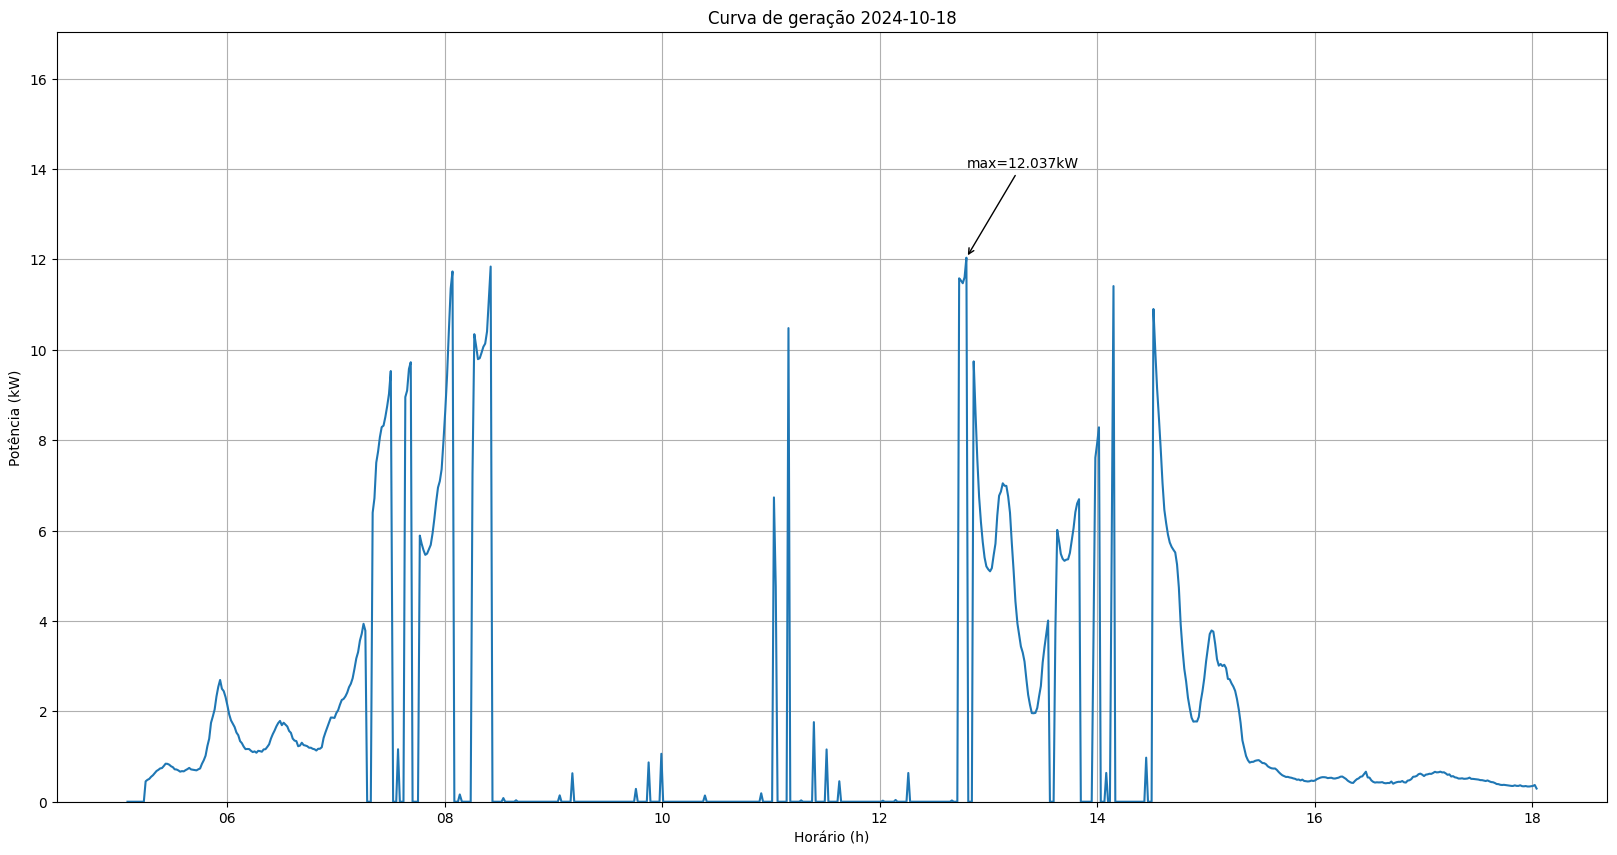 Curva de geração 2024-10-18
16
14
12
10
8
6
4
2
0
Potência (kW)
max=12.037kW
06 08 10 12 14 16 18
Horário (h)